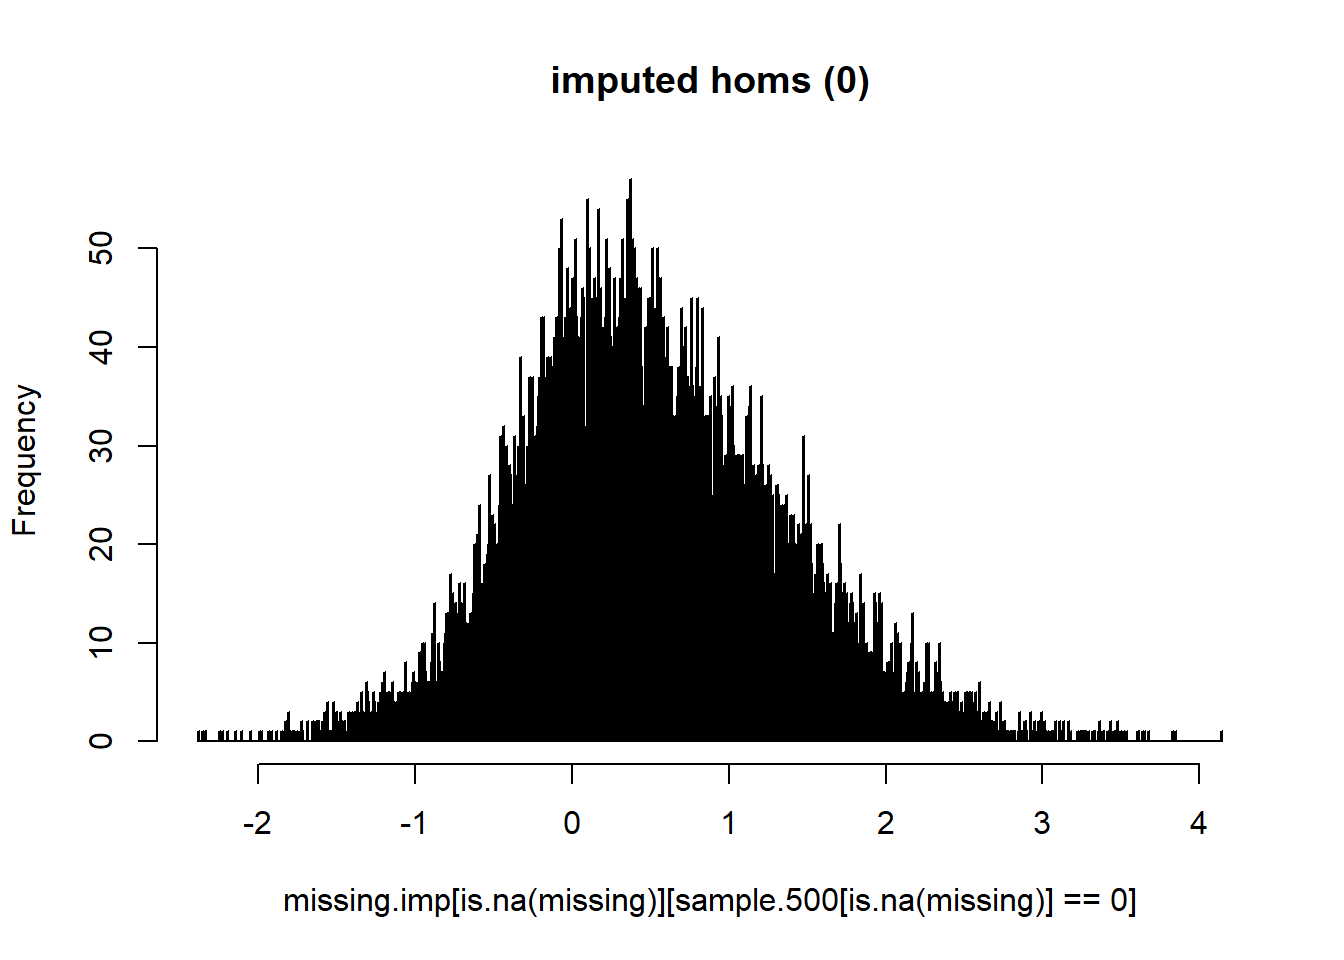 imputed homs (0)
Frequency
50
40
30
20
10
0
-2 -1 0 1 2 3 4
missing.imp[is.na(missing)][sample.500[is.na(missing)] == 0]